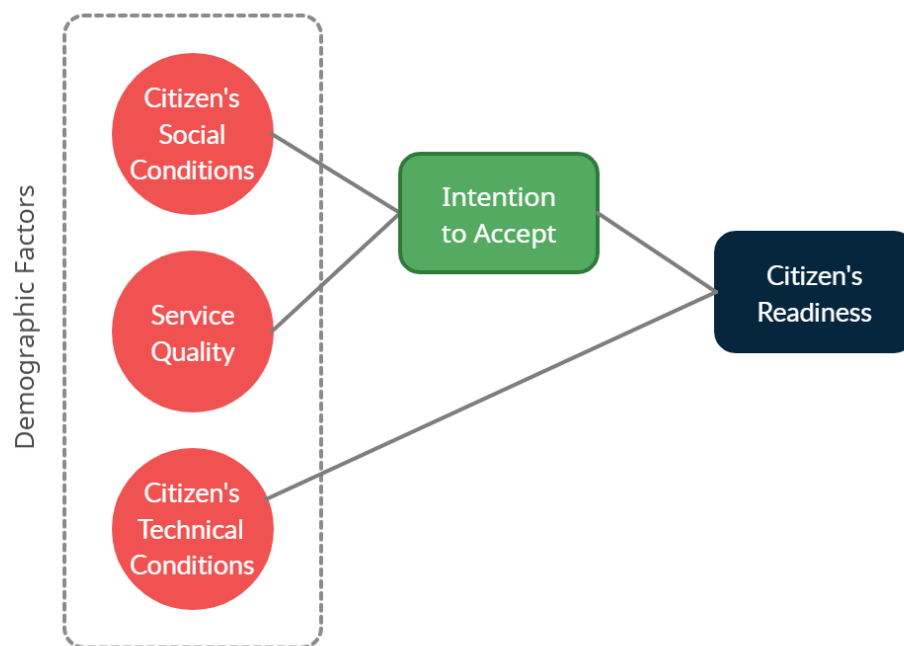 Demographic Factors
Citizen's
Social
Conditions
Service
Quality
Citizen's
Technical
Conditions
Intention
to Accept
Citizen's
Readiness